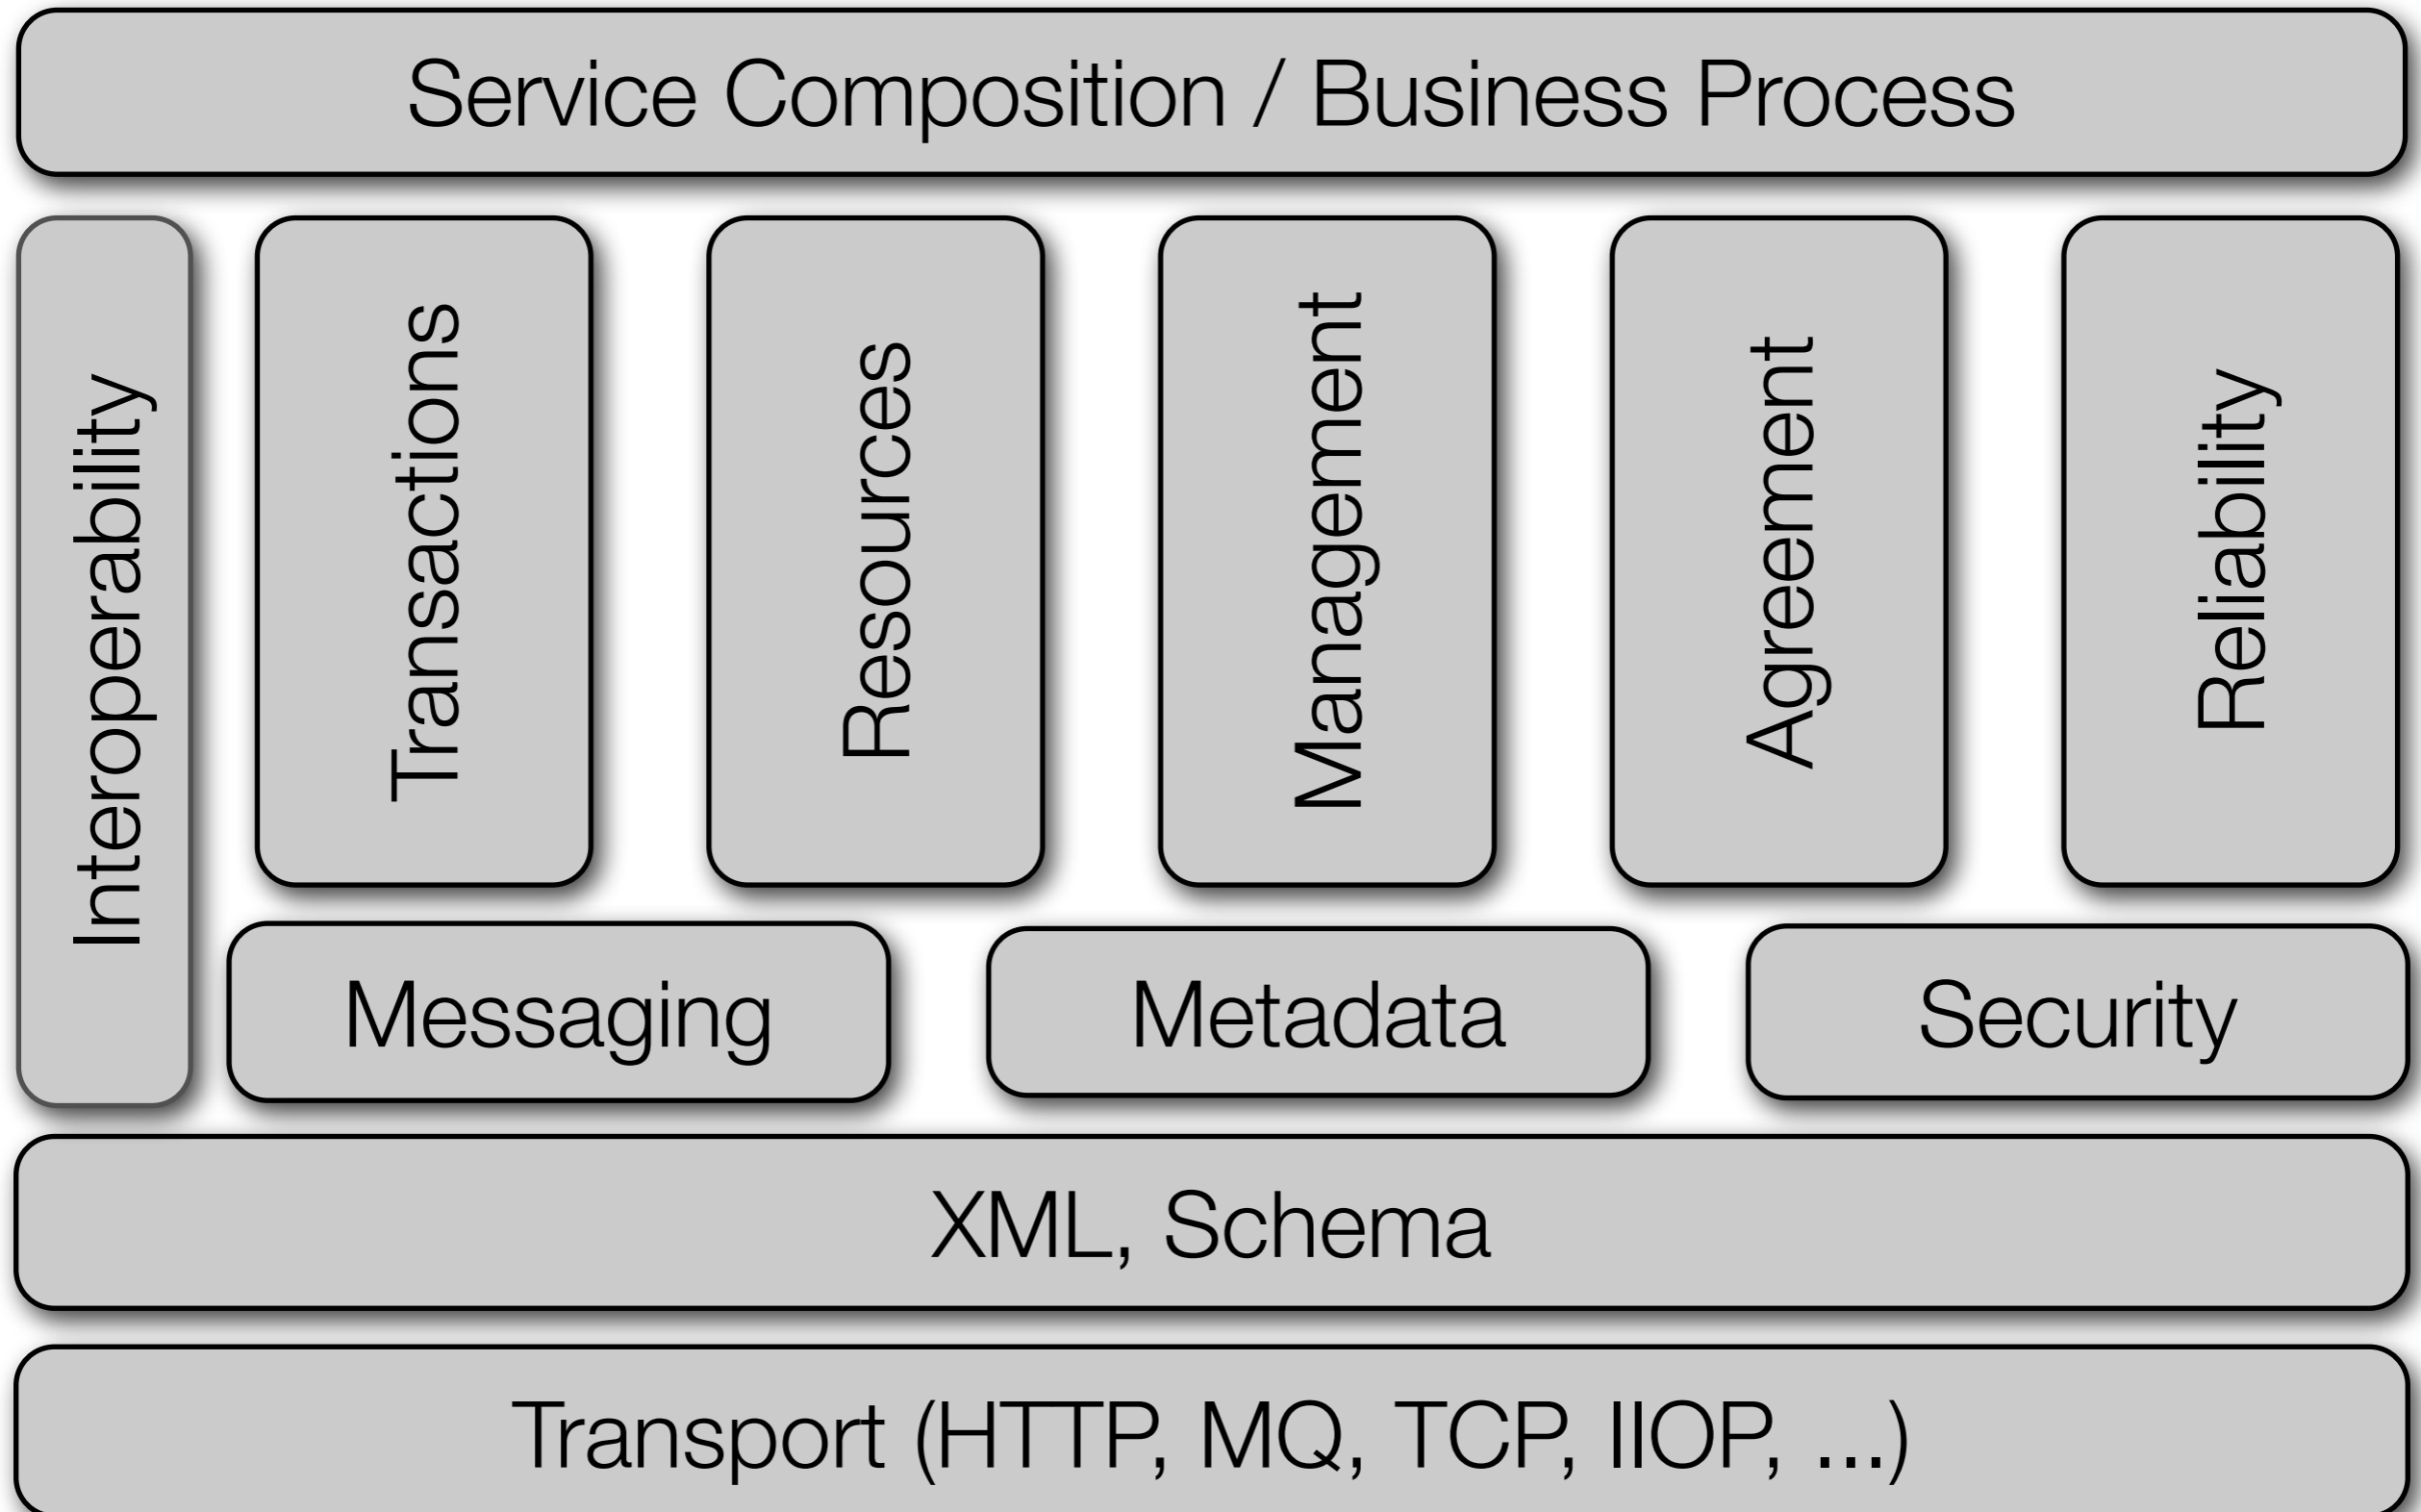 Service Composition / Business Process
Interoperability
Transactions
Resources
Management
Agreement
Reliability
Messaging
Metadata
Security
XML, Schema
Transport (HTTP, MQ, TCP, IIOP, ...)